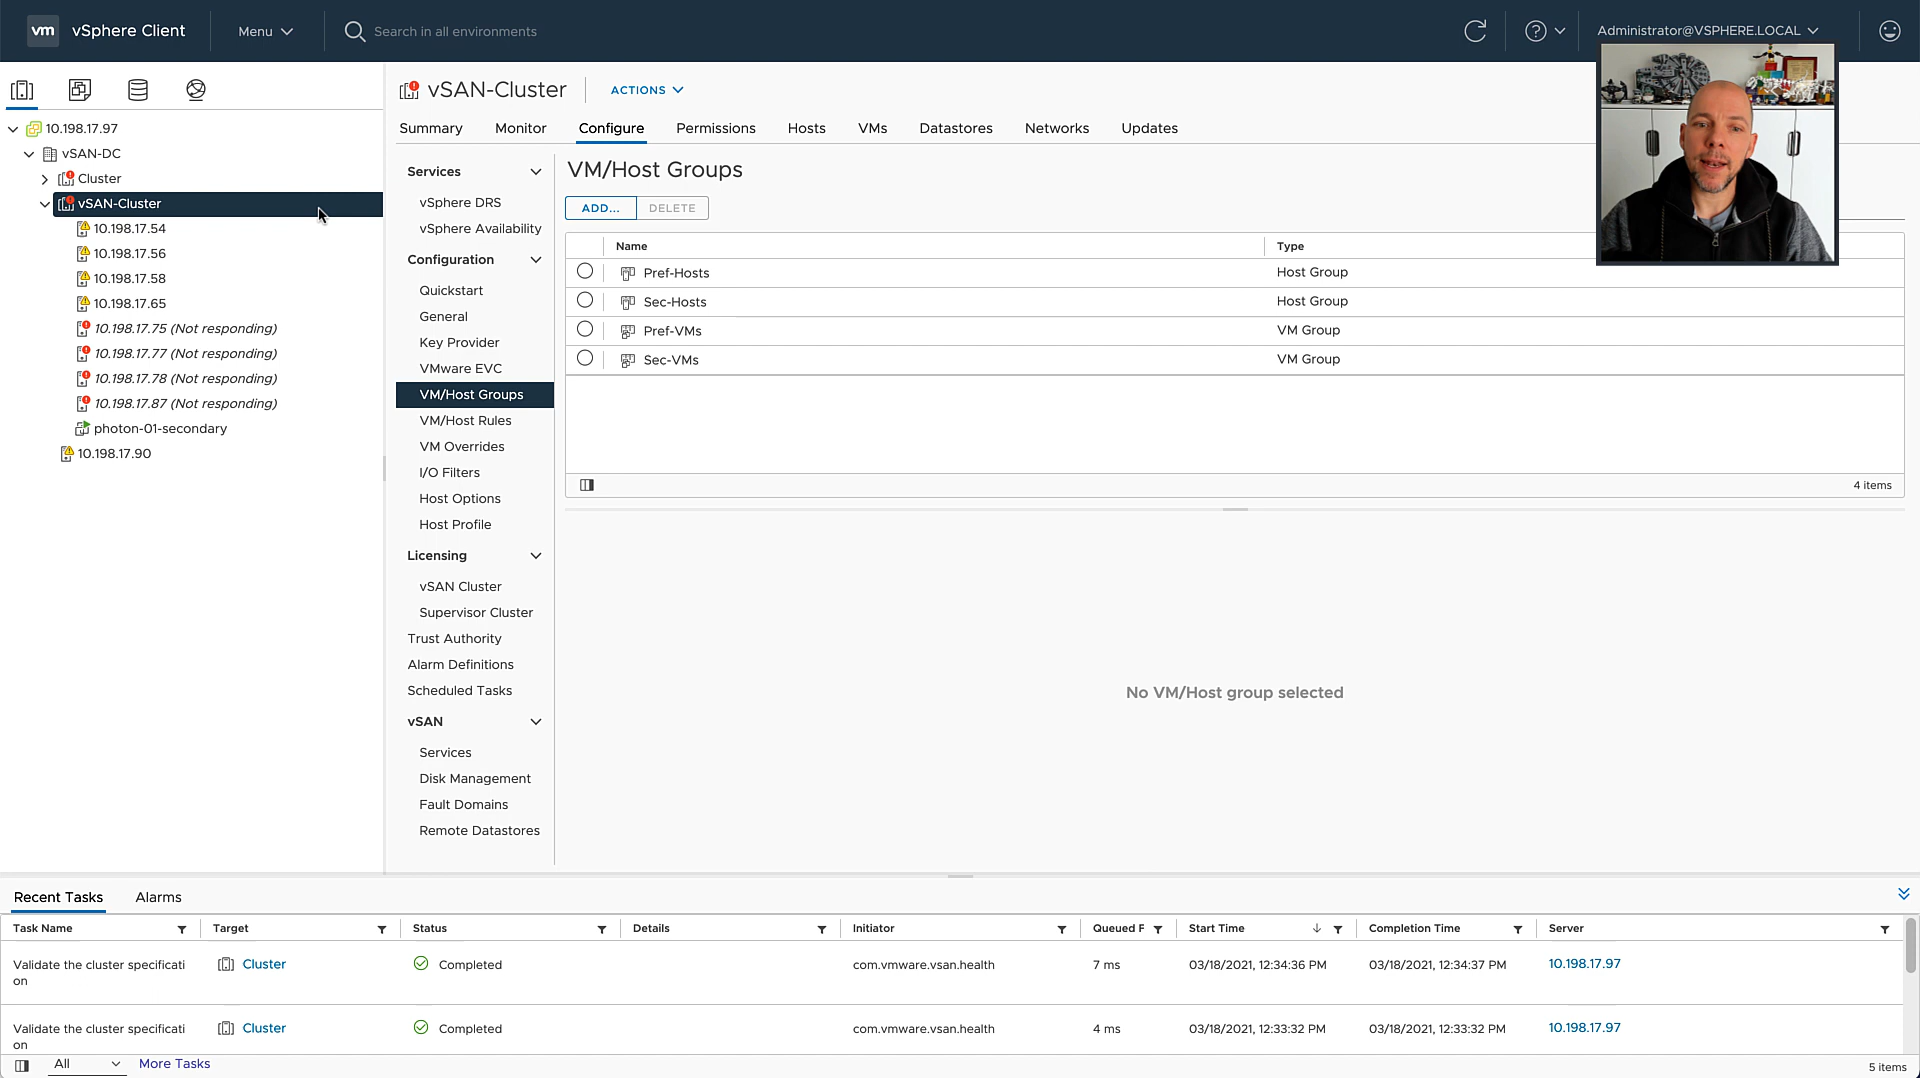 vm vSphere Client Menu Search in all environments Administrator@VSPHERE.LOCAL
10.198.17.97
vSAN-DC
Cluster
vSAN-Cluster
10.198.17.54
10.198.17.56
10.198.17.58
10.198.17.65
10.198.17.75 (Not responding)
10.198.17.77 (Not responding)
10.198.17.78 (Not responding)
10.198.17.87 (Not responding)
photon-01-secondary
10.198.17.90
vSAN-Cluster ACTIONS
Summary Monitor Configure Permissions Hosts VMs Datastores Networks Updates
Services
vSphere DRS
vSphere Availability
Configuration
Quickstart
General
Key Provider
VMware EVC
VM/Host Groups
VM/Host Rules
VM Overrides
I/O Filters
Host Options
Host Profile
Licensing
vSAN Cluster
Supervisor Cluster
Trust Authority
Alarm Definitions
Scheduled Tasks
vSAN
Services
Disk Management
Fault Domains
Remote Datastores
VM/Host Groups
ADD... DELETE
Name Type
Pref-Hosts Host Group
Sec-Hosts Host Group
Pref-VMs VM Group
Sec-VMs VM Group
4 items
No VM/Host group selected
Recent Tasks Alarms
Task Name Target Status Details Initiator Queued F Start Time Completion Time Server
Validate the cluster specificati Cluster Completed com.vmware.vsan.health 7 ms 03/18/2021, 12:34:36 PM 03/18/2021, 12:34:37 PM 10.198.17.97
on
Validate the cluster specificati Cluster Completed com.vmware.vsan.health 4 ms 03/18/2021, 12:33:32 PM 03/18/2021, 12:33:32 PM 10.198.17.97
on
All More Tasks 5 items